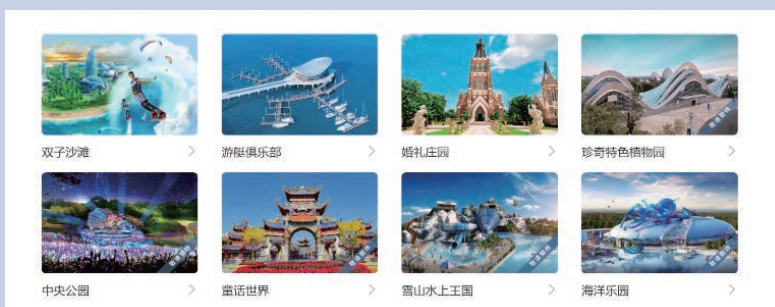 双子沙滩
游艇俱乐部
婚礼庄园
珍奇特色植物园
中央公园
童话世界
雪山水上王国
海洋乐园